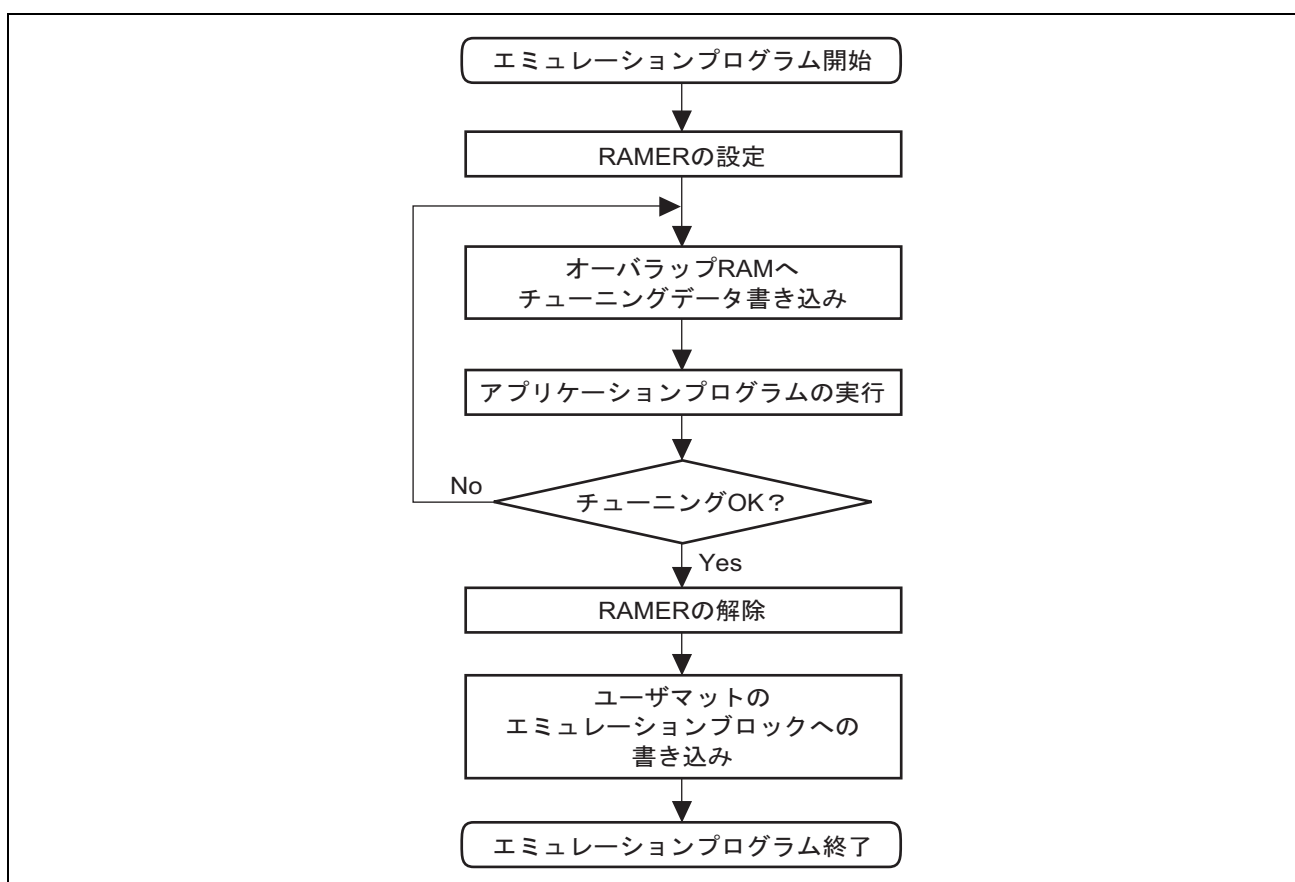 エミュレーションプログラム開始
RAMERの設定
オーバラップRAMへ
チューニングデータ書き込み
アプリケーションプログラムの実行
チューニングOK?
No
Yes
RAMERの解除
ユーザマットの
エミュレーションブロックへの
書き込み
エミュレーションプログラム終了